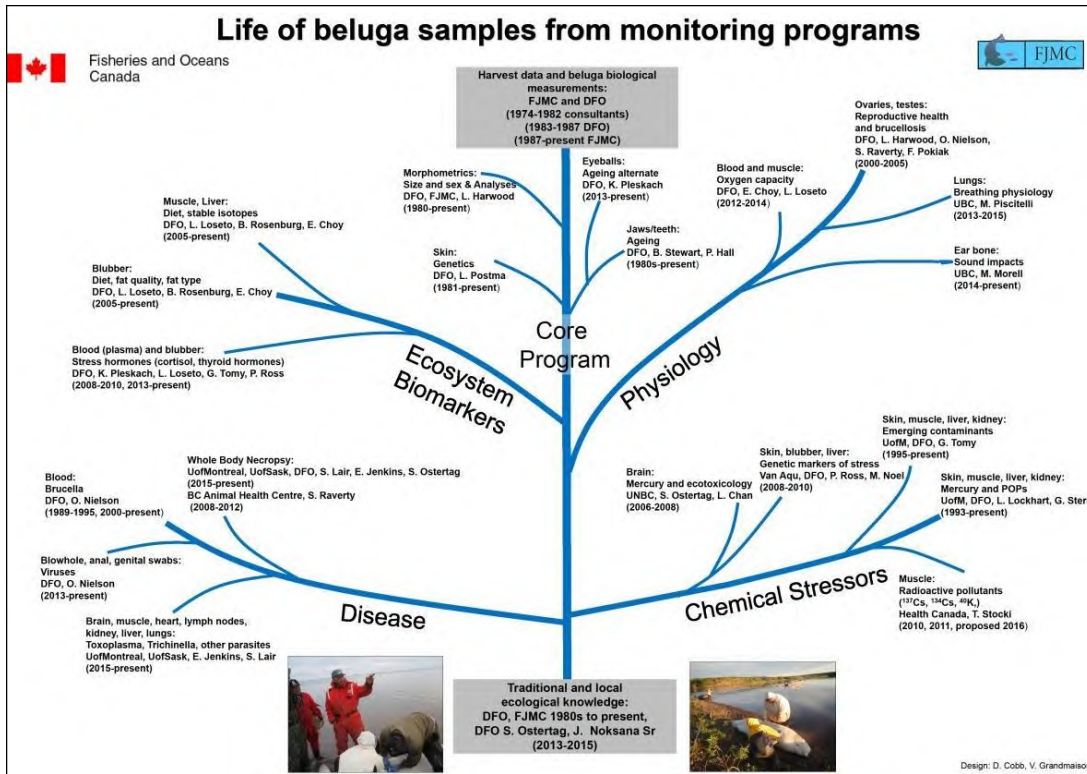 Life of beluga samples from monitoring programs
Fisheries and Oceans
Canada
FJMC
Harvest data and beluga biological
measurements:
FJMC and DFO
(1974-1982 consultants)
(1983-1987 DFO)
(1987-present FJMC)
Morphometrics:
Size and sex & Analyses
DFO, FJMC, L. Harwood
(1980-present)
Eyeballs:
Ageing alternate
DFO, K. Pleskach
(2013-present)
Skin:
Genetics
DFO, L. Postma
(1981-present)
Jaws/teeth:
Ageing
DFO, B. Stewart, P. Hall
(1980s-present)
Core
Program
Muscle, Liver:
Diet, stable isotopes
DFO, L. Loseto, B. Rosenburg, E. Choy
(2005-present)
Blubber:
Diet, fat quality, fat type
DFO, L. Loseto, B. Rosenburg, E. Choy
(2005-present)
Blood (plasma) and blubber:
Stress hormones (cortisol, thyroid hormones)
DFO, K. Pleskach, L. Loseto, G. Tomy, P. Ross
(2008-2010, 2013-present)
Ecosystem
Biomarkers
Blood and muscle:
Oxygen capacity
DFO, E. Choy, L. Loseto
(2012-2014)
Ovaries, testes:
Reproductive health
and brucellosis
DFO, L. Harwood, O. Nielson,
S. Raverty, F. Pokiak
(2000-2005)
Lungs:
Breathing physiology
UBC, M. Piscitelli
(2013-2015)
Ear bone:
Sound impacts
UBC, M. Morell
(2014-present)
Physiology
Blood:
Brucella
DFO, O. Nielson
(1989-1995, 2000-present)
Whole Body Necropsy:
UofMontreal, UofSask, DFO, S. Lair, E. Jenkins, S. Ostertag
(2015-present)
BC Animal Health Centre, S. Raverty
(2008-2012)
Blowhole, anal, genital swabs:
Viruses
DFO, O. Nielson
(2013-present)
Brain, muscle, heart, lymph nodes,
kidney, liver, lungs:
Toxoplasma, Trichinella, other parasites
UofMontreal, UofSask, E. Jenkins, S. Lair
(2015-present)
Disease
Brain:
Mercury and ecotoxicology
UNBC, S. Ostertag, L. Chan
(2006-2008)
Skin, blubber, liver:
Genetic markers of stress
Van Aqu, DFO, P. Ross, M. Noel
(2008-2010)
Skin, muscle, liver, kidney:
Emerging contaminants
UofM, DFO, G. Tomy
(1995-present)
Skin, muscle, liver, kidney:
Mercury and POPs
UofM, DFO, L. Lockhart, G. Ster
(1993-present)
Muscle:
Radioactive pollutants
(¹³⁷Cs, ¹³⁴Cs, ⁴⁰K,)
Health Canada, T. Stocki
(2010, 2011, proposed 2016)
Chemical Stressors
Traditional and local
ecological knowledge:
DFO, FJMC 1980s to present,
DFO S. Ostertag, J. Noksana Sr
(2013-2015)
Design: D. Cobb, V. Grandmaiso